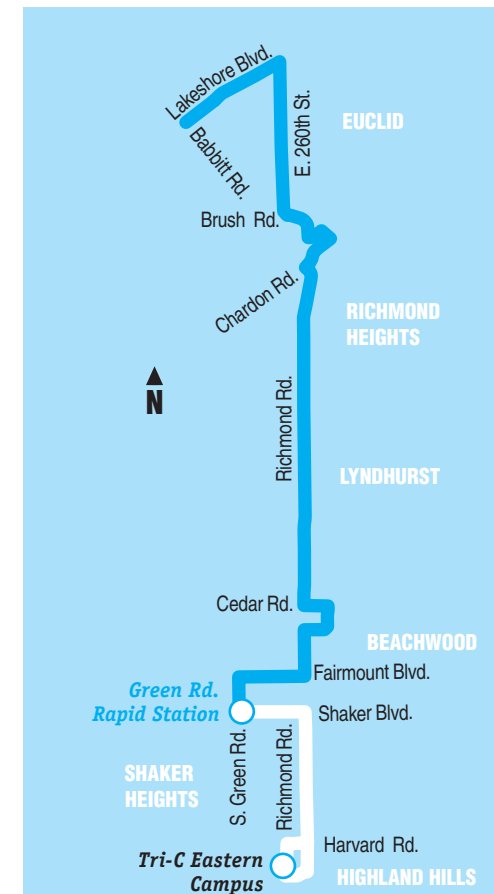 Lakeshore Blvd.
Babbitt Rd.
E. 260th St.
EUCLID
Brush Rd.
Chardon Rd.
RICHMOND
HEIGHTS
N
Richmond Rd.
LYNDHURST
Cedar Rd.
BEACHWOOD
Fairmount Blvd.
Green Rd.
Rapid Station
Shaker Blvd.
S. Green Rd.
Richmond Rd.
SHAKER
HEIGHTS
Harvard Rd.
Tri-C Eastern
Campus
HIGHLAND HILLS